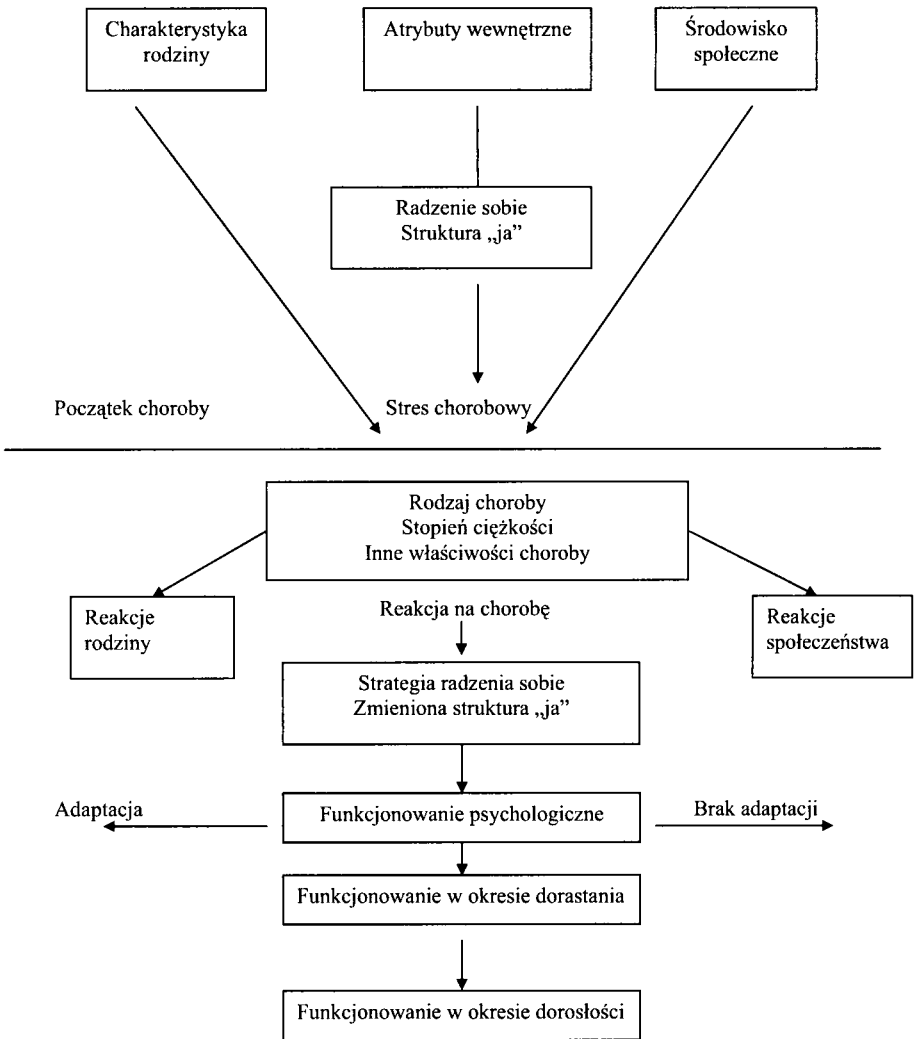 Charakterystyka
rodziny
Atrybuty wewnętrzne
Środowisko
społeczne
Radzenie sobie
Struktura „ja”
Początek choroby
Stres chorobowy
Rodzaj choroby
Stopień ciężkości
Inne właściwości choroby
Reakcje
rodziny
Reakcja na chorobę
Reakcje
społeczeństwa
Strategia radzenia sobie
Zmieniona struktura „ja”
Adaptacja
Funkcjonowanie psychologiczne
Brak adaptacji
Funkcjonowanie w okresie dorastania
Funkcjonowanie w okresie dorosłości